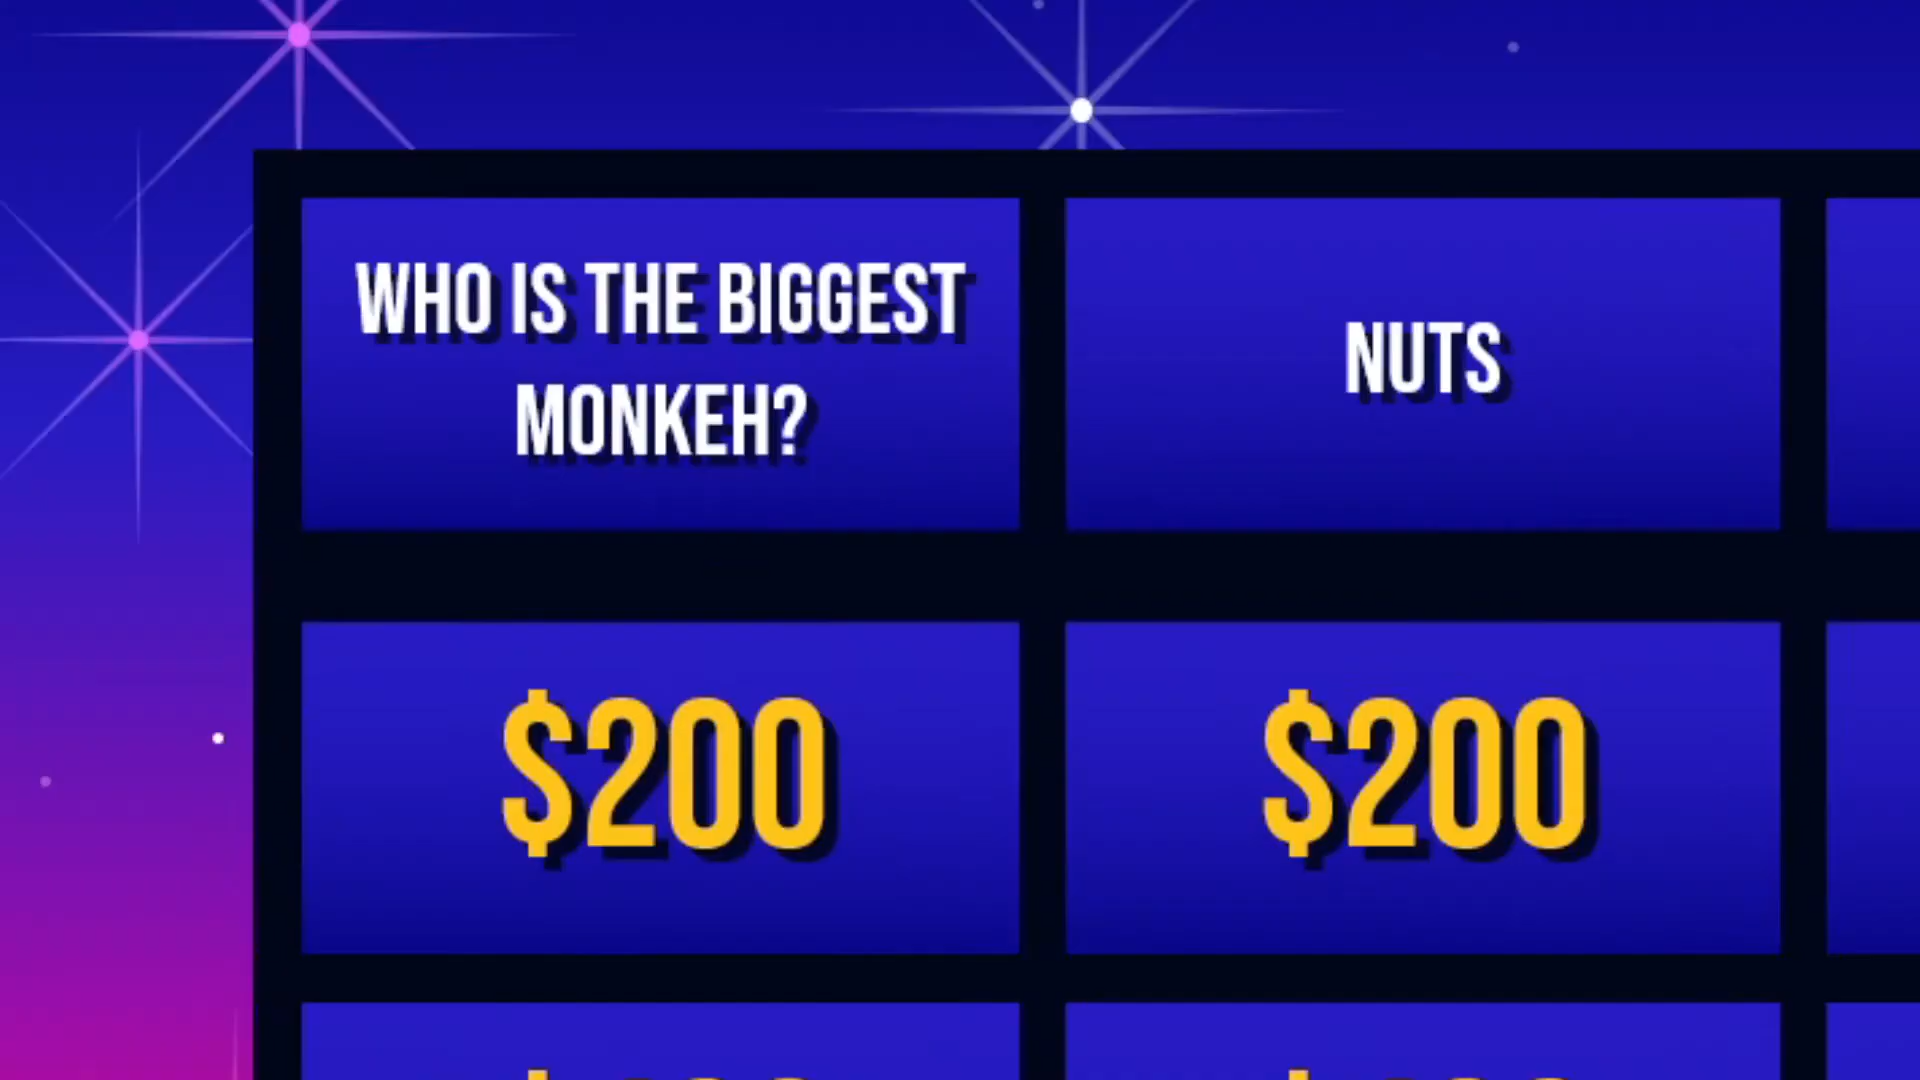 WHO IS THE BIGGEST
MONKEH?
NUTS
$200
$200